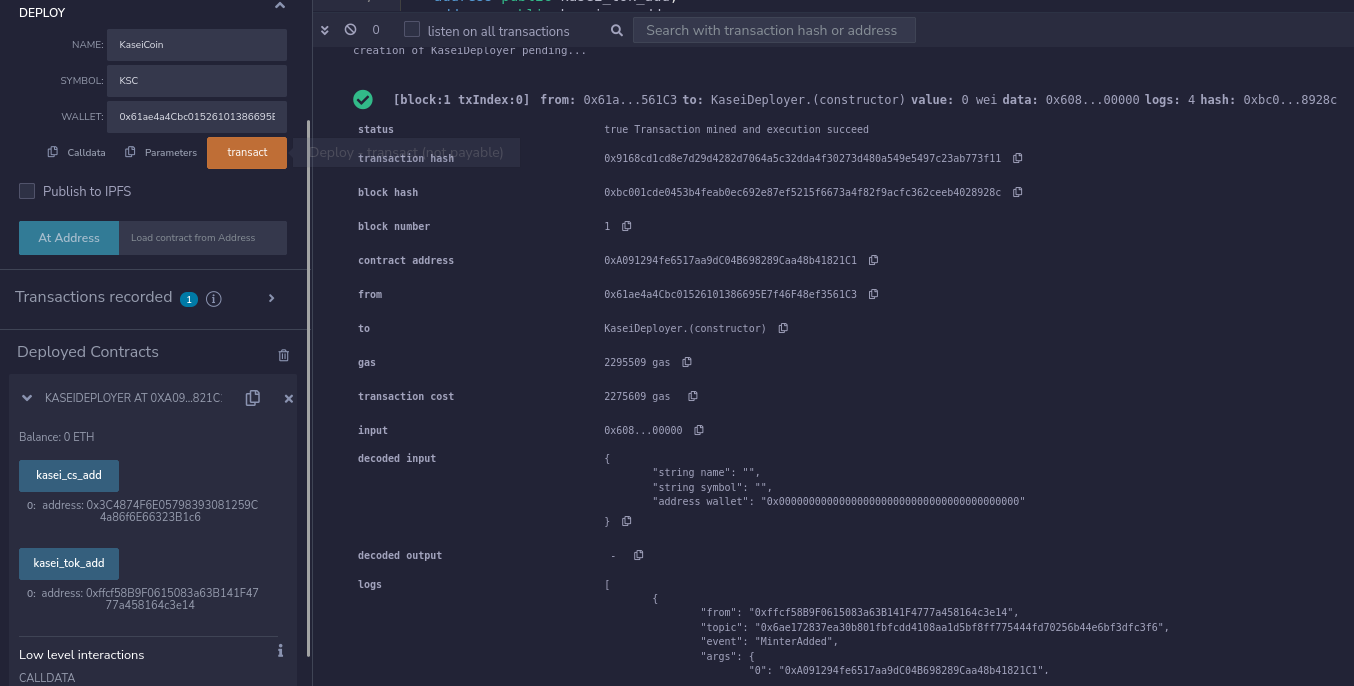 DEPLOY
NAME: KaseiCoin
SYMBOL: KSC
WALLET: 0x61ae4a4Cbc01526101386695E
Calldata Parameters transact
Publish to IPFS
At Address Load contract from Address
Transactions recorded 1 i
Deployed Contracts
KASEIDEPLOYER AT 0XA09...821C
Balance: 0 ETH
kasei_cs_add
0: address: 0x3C4874F6E05798393081259C
4a86f6E66323B1c6
kasei_tok_add
0: address: 0xffcf58B9F0615083a63B141F47
77a458164c3e14
Low level interactions i
CALLDATA
0 listen on all transactions Search with transaction hash or address
creation of KaseiDeployer pending...
[block:1 txIndex:0] from: 0x61a...561C3 to: KaseiDeployer.(constructor) value: 0 wei data: 0x608...00000 logs: 4 hash: 0xbc0...8928c
status true Transaction mined and execution succeed
Deploy - transact (not payable)
transaction hash 0x9168cd1cd8e7d29d4282d7064a5c32dda4f30273d480a549e5497c23ab773f11
block hash 0xbc001cde0453b4feab0ec692e87ef5215f6673a4f82f9acfc362ceeb4028928c
block number 1
contract address 0xA091294fe6517aa9dC04B698289Caa48b41821C1
from 0x61ae4a4Cbc01526101386695E7f46F48ef3561C3
to KaseiDeployer.(constructor)
gas 2295509 gas
transaction cost 2275609 gas
input 0x608...00000
decoded input {
"string name": "",
"string symbol": "",
"address wallet": "0x0000000000000000000000000000000000000000"
}
decoded output -
logs [
{
"from": "0xffcf58B9F0615083a63B141F4777a458164c3e14",
"topic": "0x6ae172837ea30b801fbfcdd4108aa1d5bf8ff775444fd70256b44e6bf3dfc3f6",
"event": "MinterAdded",
"args": {
"0": "0xA091294fe6517aa9dC04B698289Caa48b41821C1".